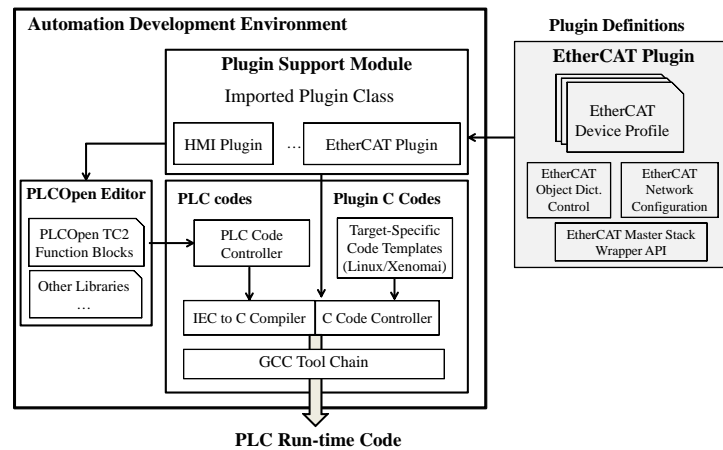 Automation Development Environment
Plugin Support Module
Imported Plugin Class
HMI Plugin
...
EtherCAT Plugin
Plugin Definitions
EtherCAT Plugin
EtherCAT
Device Profile
EtherCAT
Object Dict.
Control
EtherCAT
Network
Configuration
EtherCAT Master Stack
Wrapper API
PLCOpen Editor
PLCOpen TC2
Function Blocks
Other Libraries
...
PLC codes
PLC Code
Controller
Plugin C Codes
Target-Specific
Code Templates
(Linux/Xenomai)
IEC to C Compiler
C Code Controller
GCC Tool Chain
PLC Run-time Code